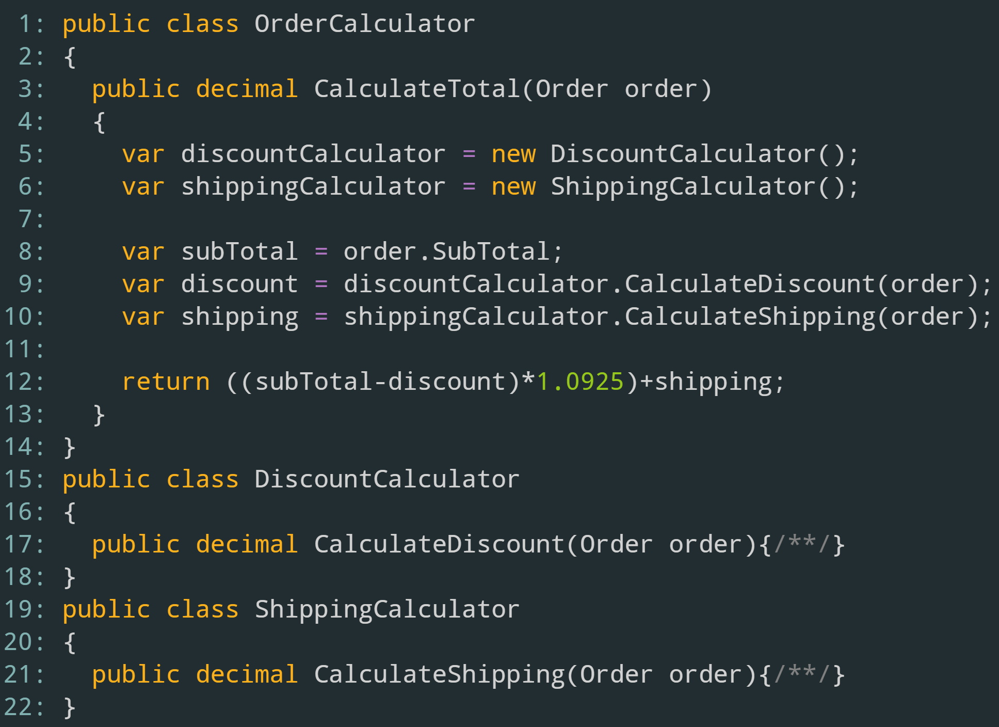 1: public class OrderCalculator
2: {
3:   public decimal CalculateTotal(Order order)
4:   {
5:     var discountCalculator = new DiscountCalculator();
6:     var shippingCalculator = new ShippingCalculator();
7:
8:     var subTotal = order.SubTotal;
9:     var discount = discountCalculator.CalculateDiscount(order);
10:     var shipping = shippingCalculator.CalculateShipping(order);
11:
12:     return ((subTotal-discount)*1.0925)+shipping;
13:   }
14: }
15: public class DiscountCalculator
16: {
17:   public decimal CalculateDiscount(Order order){/**/}
18: }
19: public class ShippingCalculator
20: {
21:   public decimal CalculateShipping(Order order){/**/}
22: }